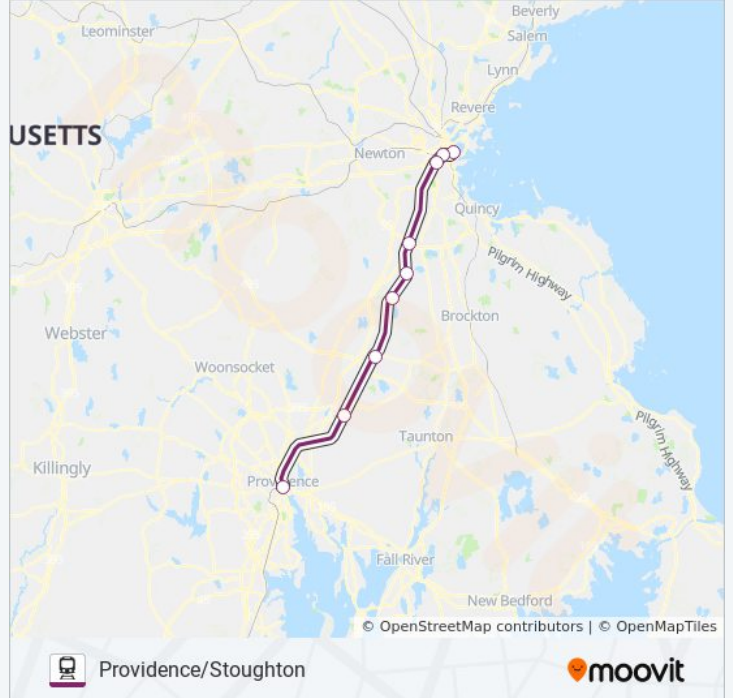 Beverly
Leominster
Salem
Lynn
Revere
USETTS
Newton
Quincy
Pilgrim Highway
Brockton
Webster
Woonsocket
Pilgrim Highway
Taunton
Killingly
Providence
Fall River
New Bedford
© OpenStreetMap contributors | © OpenMapTiles
Providence/Stoughton
moovit